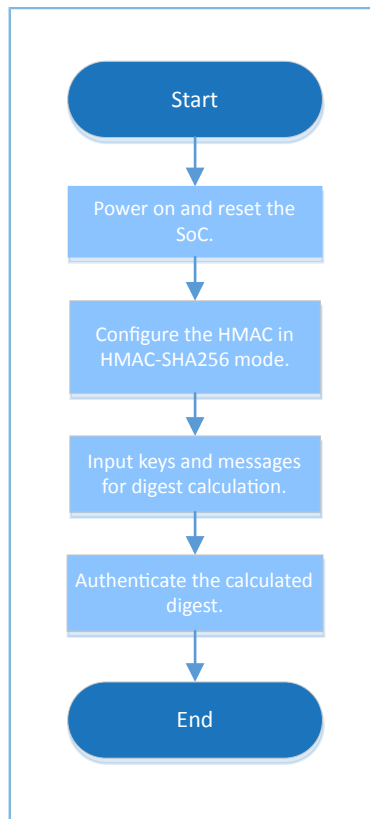 Start
Power on and reset the
SoC.
Configure the HMAC in
HMAC-SHA256 mode.
Input keys and messages
for digest calculation.
Authenticate the calculated
digest.
End